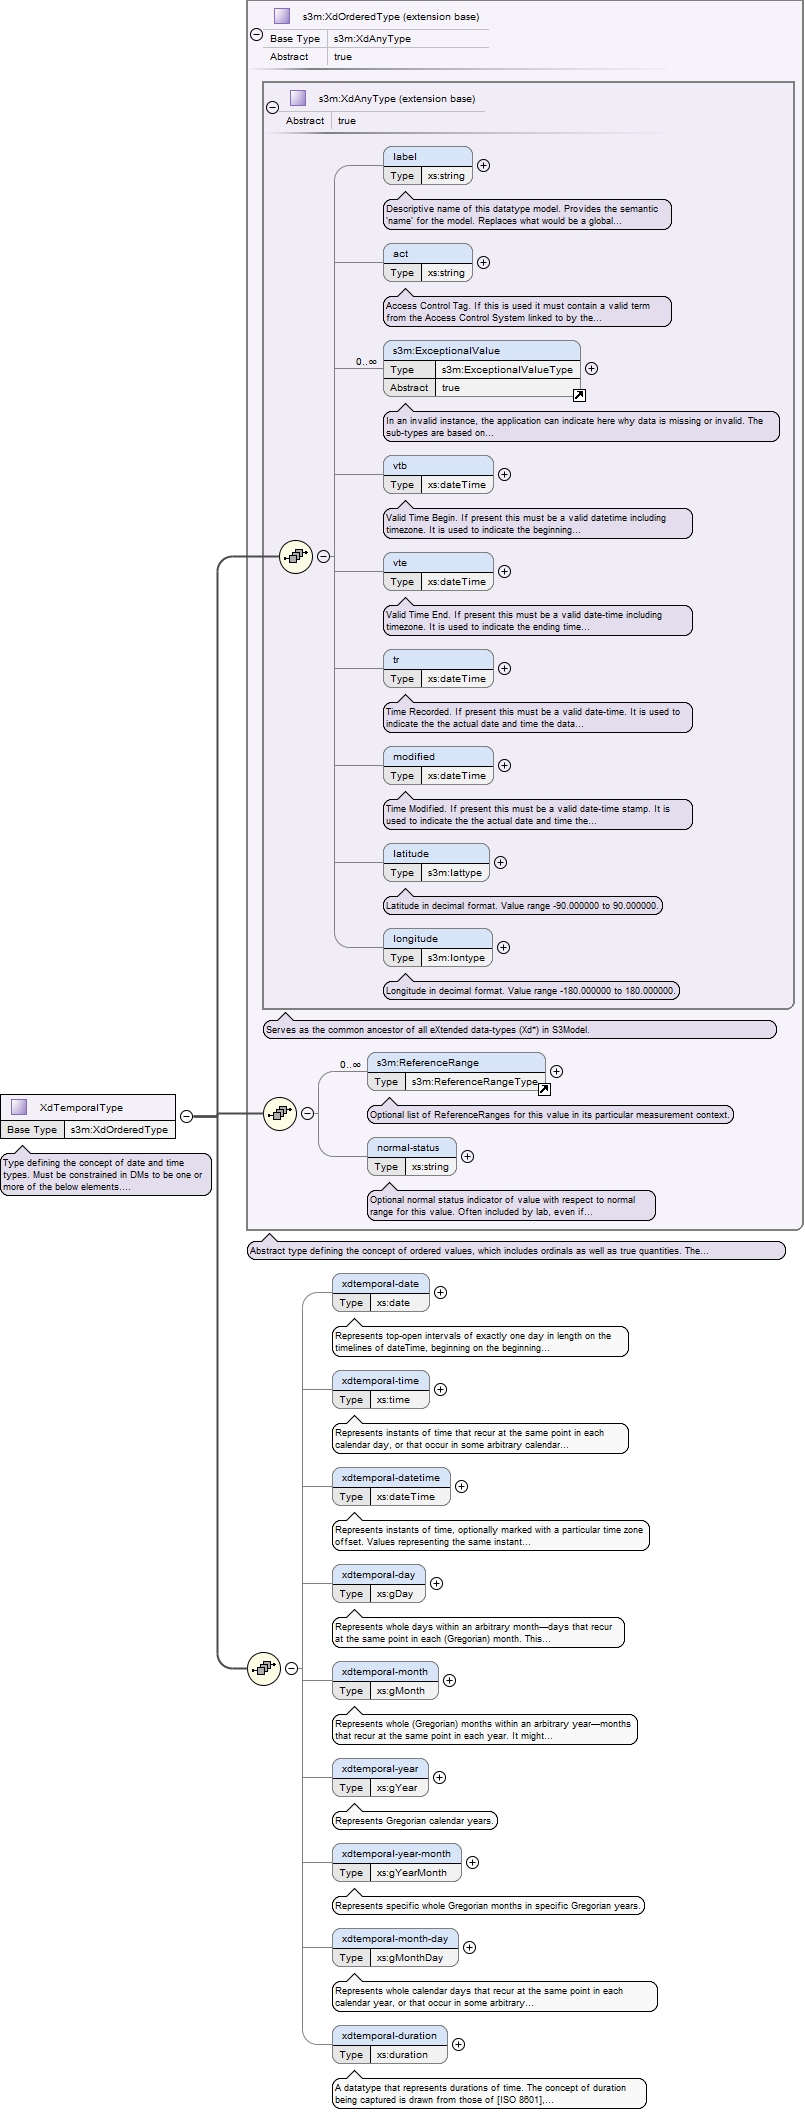 s3m:XdOrderedType (extension base)
Base Type s3m:XdAnyType
Abstract true
s3m:XdAnyType (extension base)
Abstract true
label
Type xs:string
Descriptive name of this datatype model. Provides the semantic
'name' for the model. Replaces what would be a global...
act
Type xs:string
Access Control Tag. If this is used it must contain a valid term
from the Access Control System linked to by the...
0..∞
s3m:ExceptionalValue
Type s3m:ExceptionalValueType
Abstract true
In an invalid instance, the application can indicate here why data is missing or invalid. The
sub-types are based on...
vtb
Type xs:dateTime
Valid Time Begin. If present this must be a valid datetime including
timezone. It is used to indicate the beginning...
vte
Type xs:dateTime
Valid Time End. If present this must be a valid date-time including
timezone. It is used to indicate the ending time...
tr
Type xs:dateTime
Time Recorded. If present this must be a valid date-time. It is used to
indicate the the actual date and time the data...
modified
Type xs:dateTime
Time Modified. If present this must be a valid date-time stamp. It is
used to indicate the the actual date and time the...
latitude
Type s3m:lattype
Latitude in decimal format. Value range -90.000000 to 90.000000.
longitude
Type s3m:lontype
Longitude in decimal format. Value range -180.000000 to 180.000000.
Serves as the common ancestor of all eXtended data-types (Xd*) in S3Model.
0..∞
s3m:ReferenceRange
Type s3m:ReferenceRangeType
Optional list of ReferenceRanges for this value in its particular measurement context.
XdTemporalType
Base Type s3m:XdOrderedType
Type defining the concept of date and time
types. Must be constrained in DMs to be one or
more of the below elements....
normal-status
Type xs:string
Optional normal status indicator of value with respect to normal
range for this value. Often included by lab, even if...
Abstract type defining the concept of ordered values, which includes ordinals as well as true quantities. The...
xdtemporal-date
Type xs:date
Represents top-open intervals of exactly one day in length on the
timelines of dateTime, beginning on the beginning...
xdtemporal-time
Type xs:time
Represents instants of time that recur at the same point in each
calendar day, or that occur in some arbitrary calendar...
xdtemporal-datetime
Type xs:dateTime
Represents instants of time, optionally marked with a particular time zone
offset. Values representing the same instant...
xdtemporal-day
Type xs:gDay
Represents whole days within an arbitrary month—days that recur
at the same point in each (Gregorian) month. This...
xdtemporal-month
Type xs:gMonth
Represents whole (Gregorian) months within an arbitrary year—months
that recur at the same point in each year. It might...
xdtemporal-year
Type xs:gYear
Represents Gregorian calendar years.
xdtemporal-year-month
Type xs:gYearMonth
Represents specific whole Gregorian months in specific Gregorian years.
xdtemporal-month-day
Type xs:gMonthDay
Represents whole calendar days that recur at the same point in each
calendar year, or that occur in some arbitrary...
xdtemporal-duration
Type xs:duration
A datatype that represents durations of time. The concept of duration
being captured is drawn from those of [ISO 8601],...